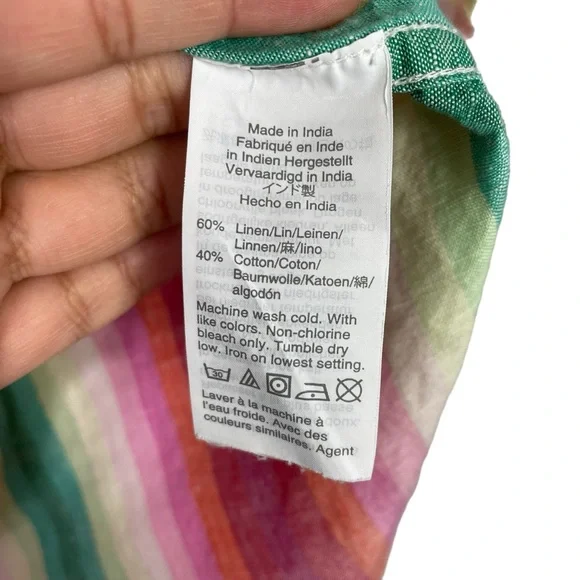 Made in India
Fabriqué en Inde
in Indien Hergestellt
Vervaardigd in India
インド製
Hecho en India
60% Linen/Lin/Leinen/
Linnen/麻/lino
40% Cotton/Coton/
Baumwolle/Katoen/綿/
algodón
Machine wash cold. With
like colors. Non-chlorine
bleach only. Tumble dry
low. Iron on lowest setting.
30
Laver à la machine à
l'eau froide. Avec des
couleurs similaires. Agent